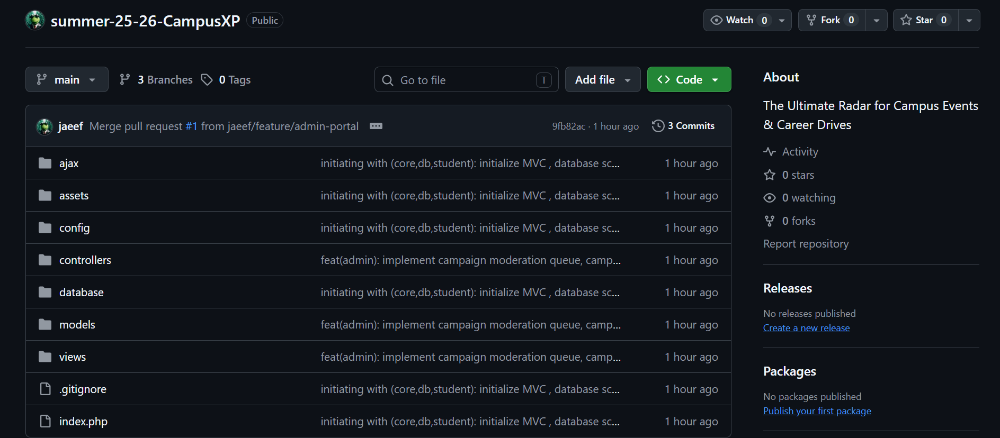 summer-25-26-CampusXP Public
Watch 0 Fork 0 Star 0
main 3 Branches 0 Tags
Go to file T Add file Code
jaeef Merge pull request #1 from jaeef/feature/admin-portal 9fb82ac · 1 hour ago 3 Commits
ajax initiating with (core,db,student): initialize MVC , database sc... 1 hour ago
assets initiating with (core,db,student): initialize MVC , database sc... 1 hour ago
config initiating with (core,db,student): initialize MVC , database sc... 1 hour ago
controllers feat(admin): implement campaign moderation queue, camp... 1 hour ago
database initiating with (core,db,student): initialize MVC , database sc... 1 hour ago
models feat(admin): implement campaign moderation queue, camp... 1 hour ago
views feat(admin): implement campaign moderation queue, camp... 1 hour ago
.gitignore initiating with (core,db,student): initialize MVC , database sc... 1 hour ago
index.php initiating with (core,db,student): initialize MVC , database sc... 1 hour ago
About
The Ultimate Radar for Campus Events
& Career Drives
Activity
0 stars
0 watching
0 forks
Report repository
Releases
No releases published
Create a new release
Packages
No packages published
Publish your first package